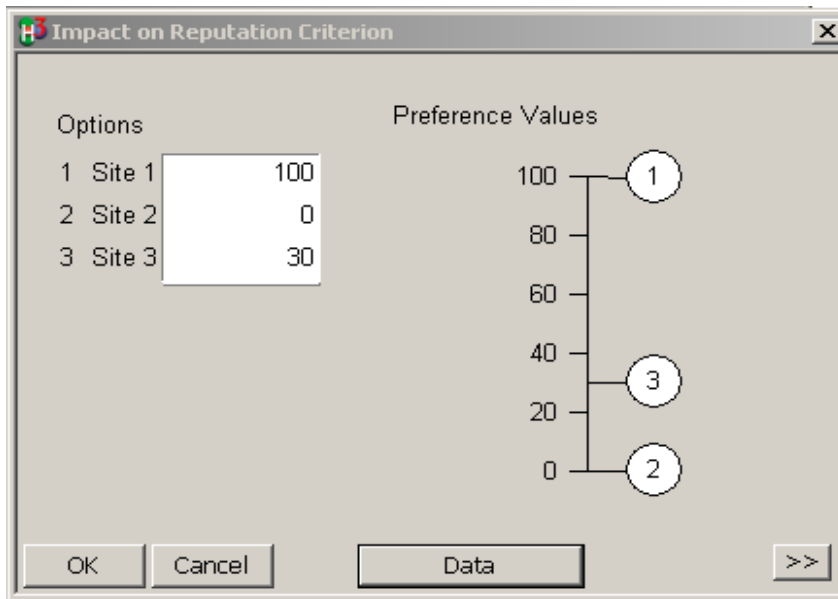 H3 Impact on Reputation Criterion
Options
1 Site 1 100
2 Site 2 0
3 Site 3 30
Preference Values
100
80
60
40
20
0
1
3
2
OK
Cancel
Data
>>